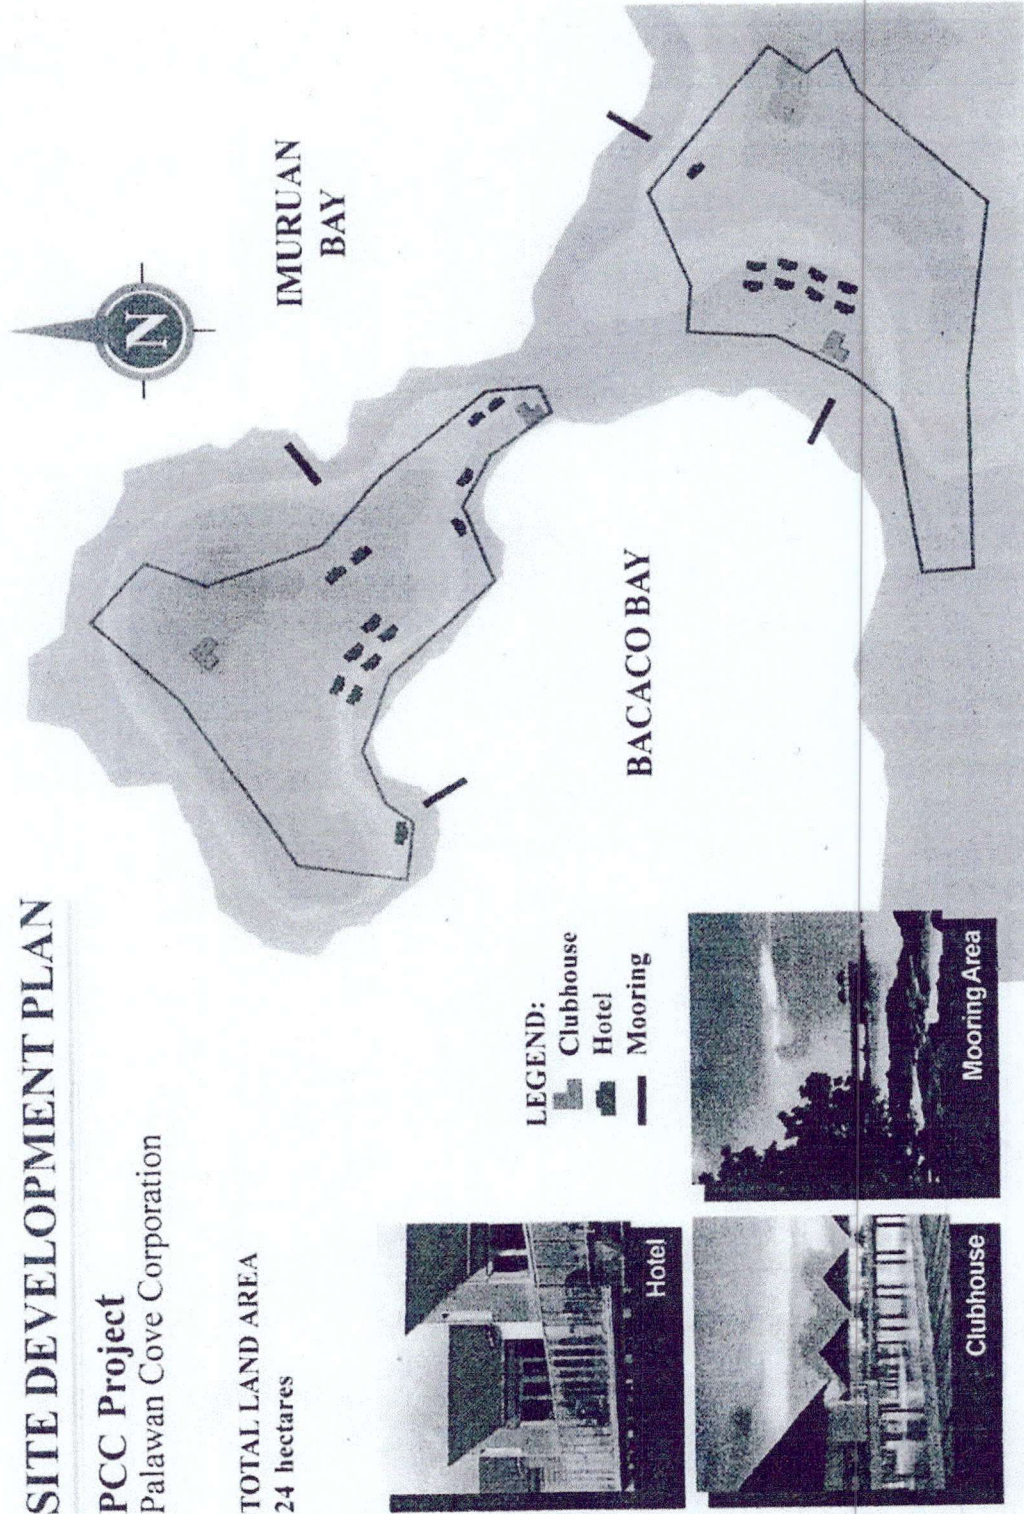 SITE DEVELOPMENT PLAN
PCC Project
Palawan Cove Corporation
TOTAL LAND AREA
24 hectares
N
IMURUAN
BAY
BACACO BAY
LEGEND:
Clubhouse
Hotel
Mooring
Hotel
Clubhouse
Mooring Area